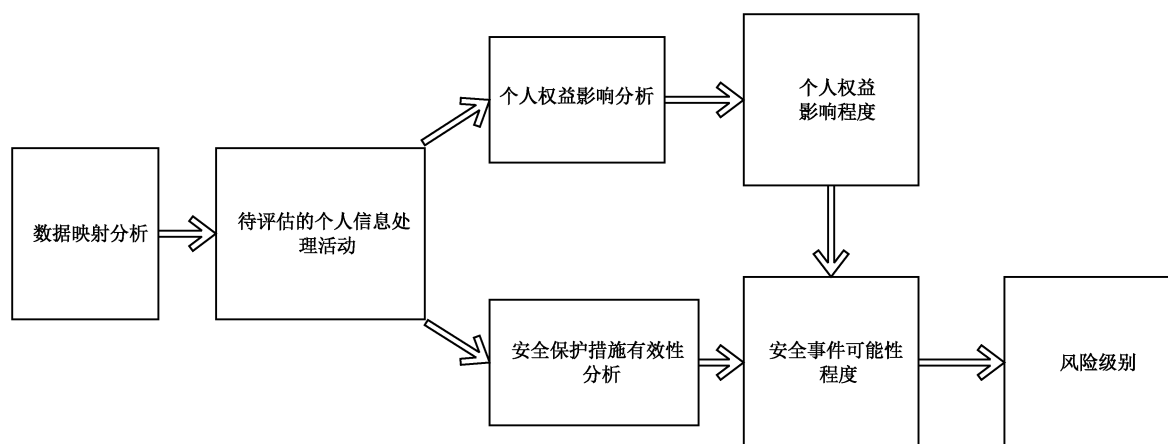 数据映射分析
待评估的个人信息处
理活动
个人权益影响分析
个人权益
影响程度
安全保护措施有效性
分析
安全事件可能性
程度
风险级别